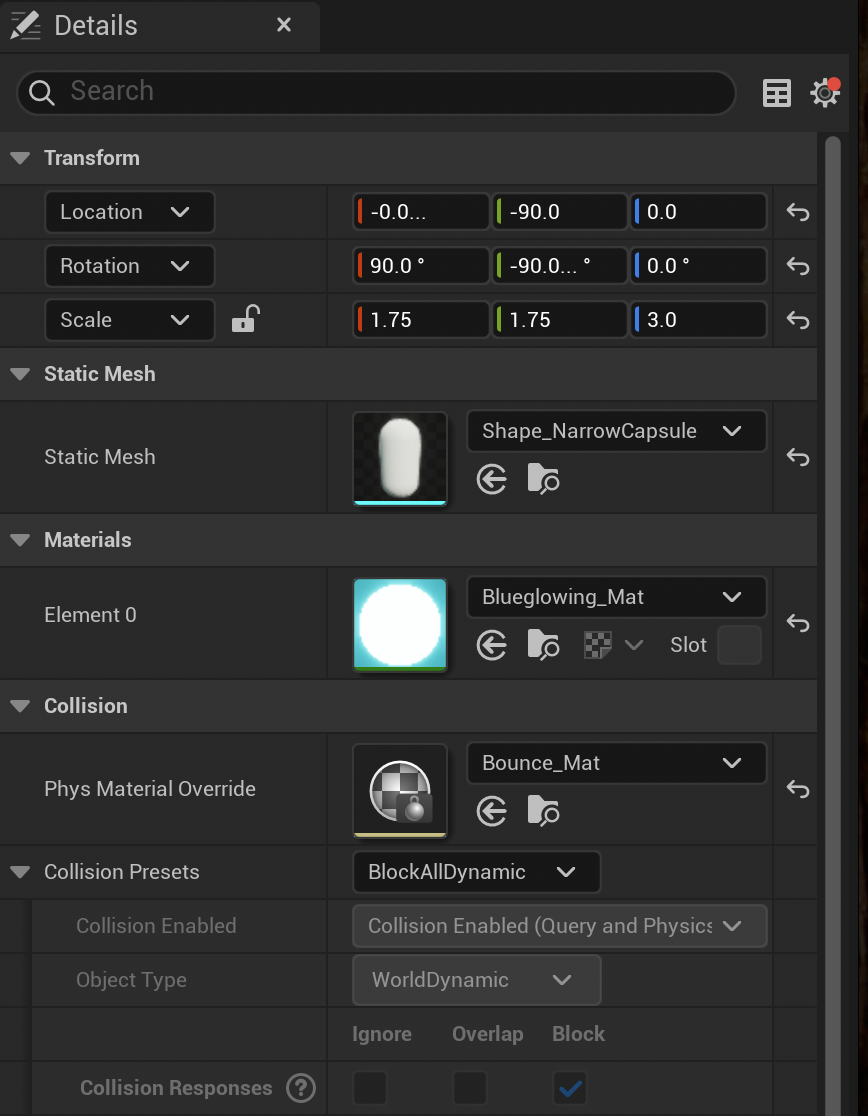 Details
Search
Transform
Location -0.0... -90.0 0.0
Rotation 90.0 ° -90.0... ° 0.0 °
Scale 1.75 1.75 3.0
Static Mesh
Static Mesh Shape_NarrowCapsule
Materials
Element 0 Blueglowing_Mat
Slot
Collision
Phys Material Override Bounce_Mat
Collision Presets BlockAllDynamic
Collision Enabled Collision Enabled (Query and Physics
Object Type WorldDynamic
Ignore Overlap Block
Collision Responses ?